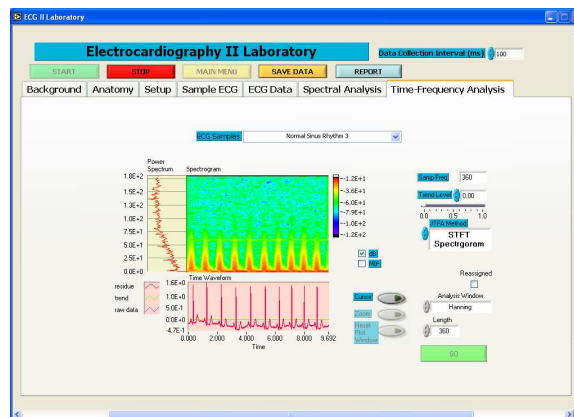 ECG II Laboratory
Electrocardiography II Laboratory
Data Collection Interval (ms) 100
START STOP MAIN MENU SAVE DATA REPORT
Background Anatomy Setup Sample ECG ECG Data Spectral Analysis Time-Frequency Analysis
ECG Samples Normal Sinus Rhythm 3
Power
Spectrum Spectrogram
1.8E+2
1.5E+2
1.3E+2
1.0E+2
7.5E+1
5.0E+1
2.5E+1
0.0E+0
-1.2E+1
-3.6E+1
-6.0E+1
-7.9E+1
-1.0E+2
-1.2E+2
Samp Freq 360
Trend Level 0.00
0.0 0.5 1.0
JTFA Method
STFT
Spectrgoram
dB
Time Waveform
residue
trend
raw data
1.6E+0
1.0E+0
5.0E-1
0.0E+0
-4.7E-1
0.000 2.000 4.000 6.000 8.000 9.692
Time
Cursor
Zoom
Reset
Plot
Window
Reassigned
Analysis Window
Hanning
Length
360
GO